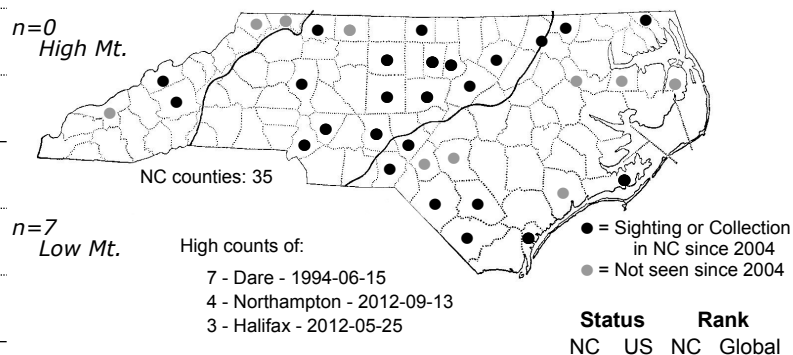 n=0
High Mt.
NC counties: 35
n=7
Low Mt.
High counts of:
7 - Dare - 1994-06-15
4 - Northampton - 2012-09-13
3 - Halifax - 2012-05-25
= Sighting or Collection
in NC since 2004
= Not seen since 2004
Status Rank
NC US NC Global